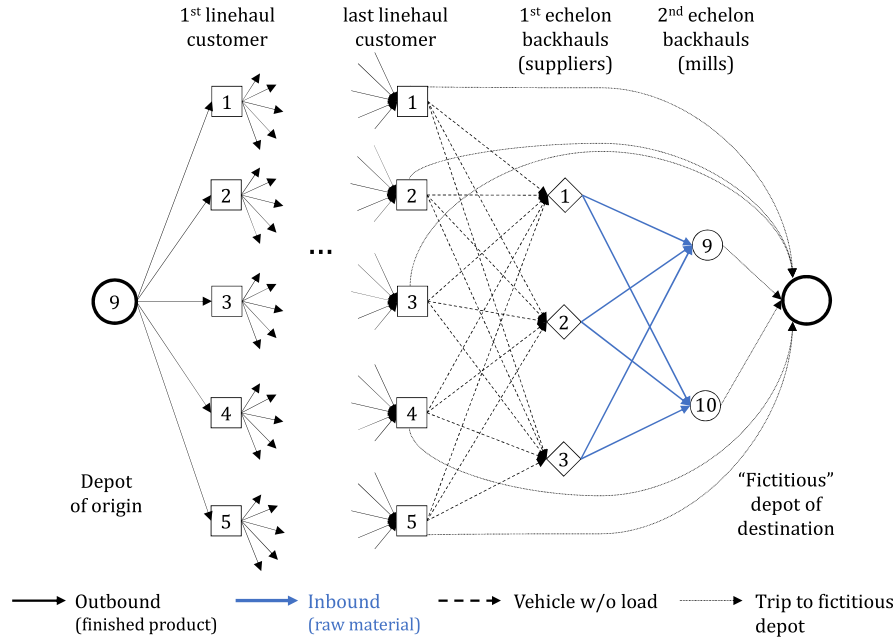 1st linehaul
customer
last linehaul
customer
1st echelon
backhauls
(suppliers)
2nd echelon
backhauls
(mills)
1
2
3
4
5
...
1
2
3
4
5
1
2
3
9
10
9
Depot
of origin
“Fictitious”
depot of
destination
Outbound
(finished product)
Inbound
(raw material)
Vehicle w/o load
Trip to fictitious
depot